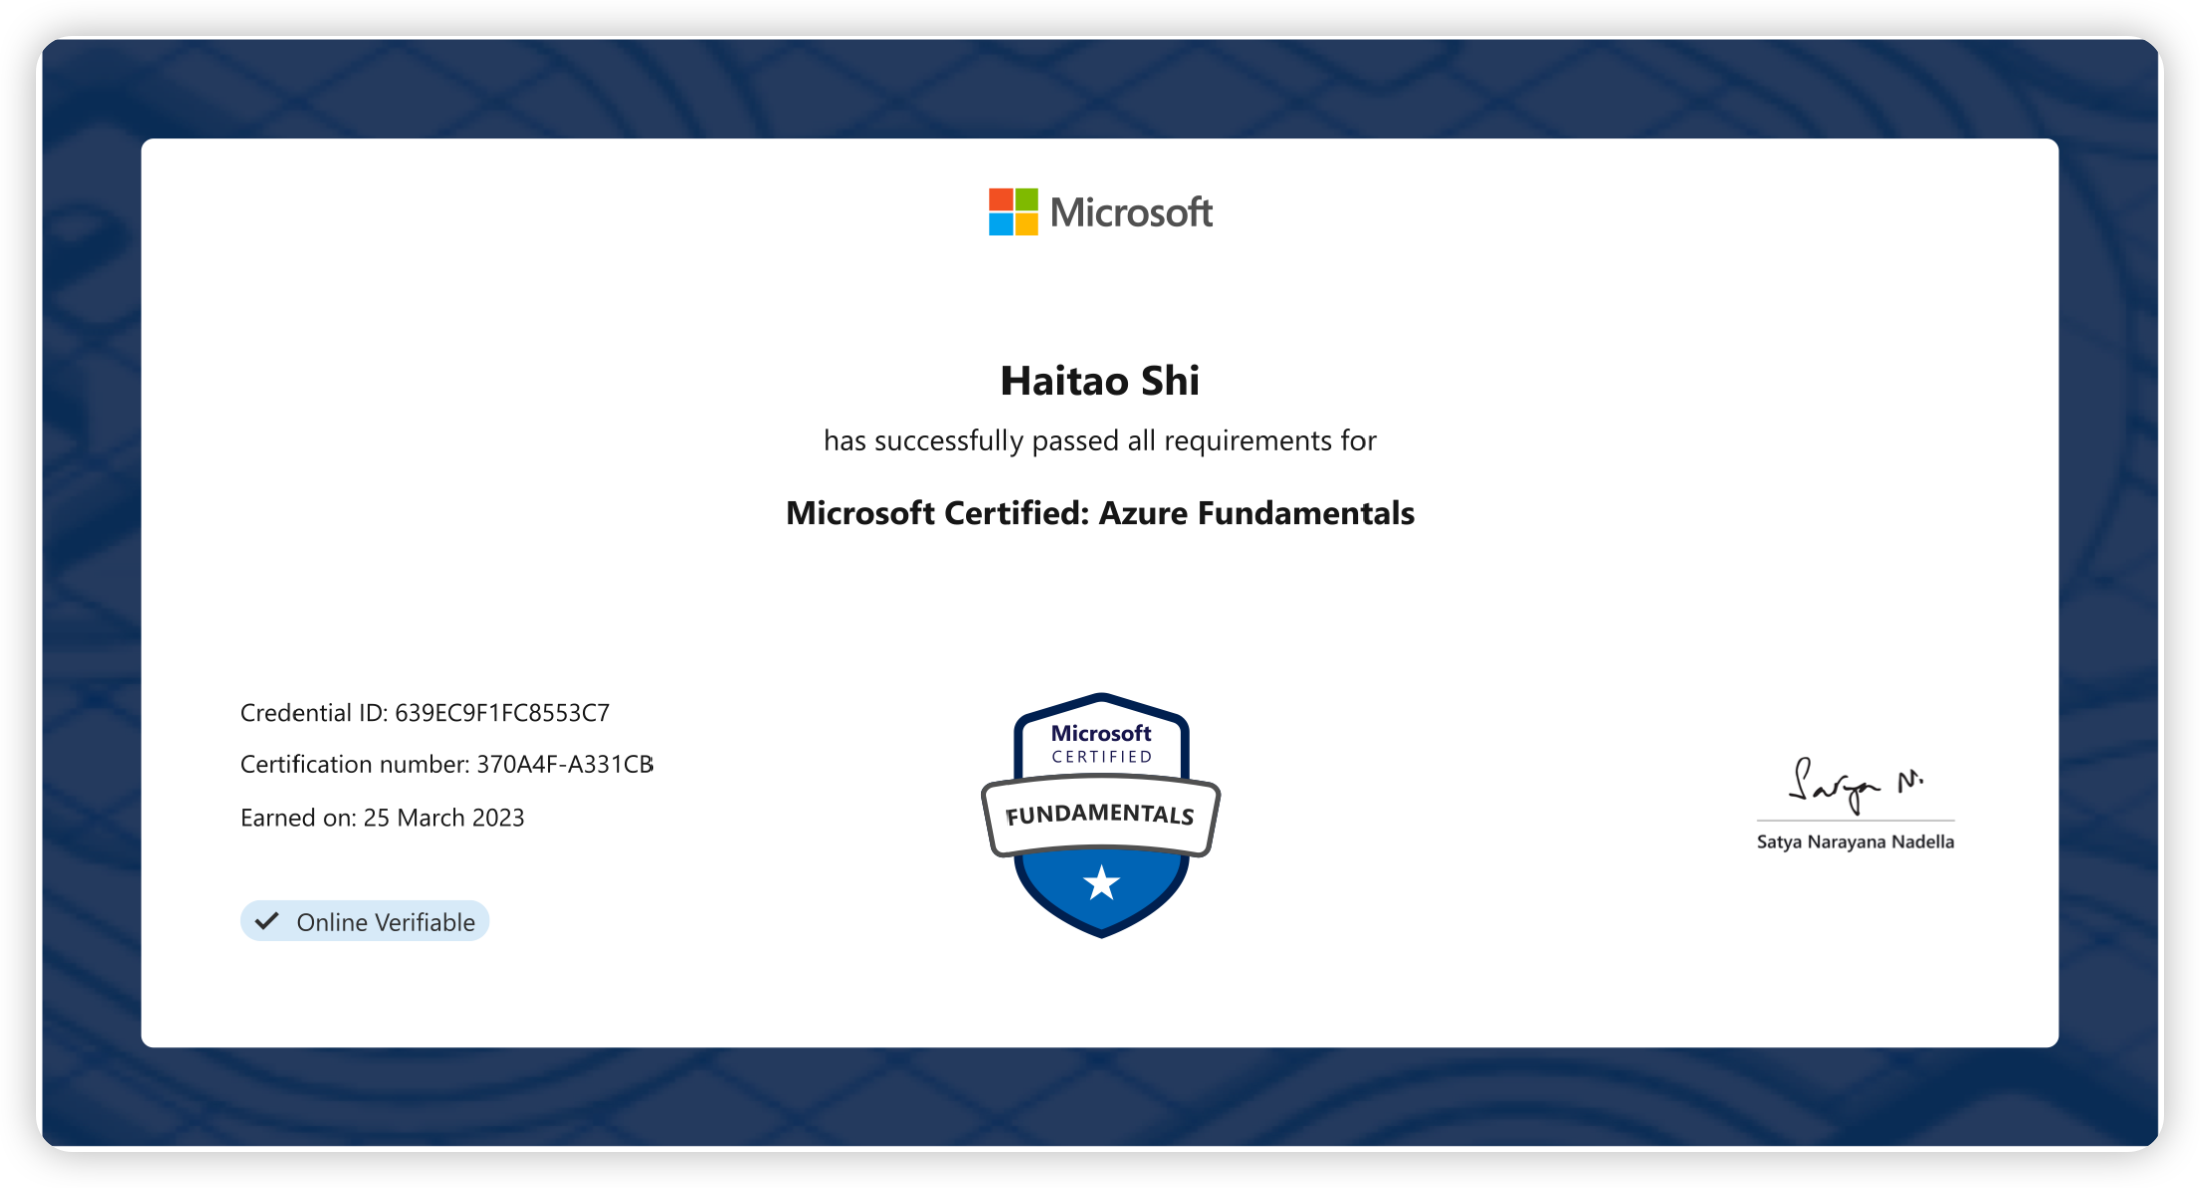 Microsoft
Haitao Shi
has successfully passed all requirements for
Microsoft Certified: Azure Fundamentals
Credential ID: 639EC9F1FC8553C7
Certification number: 370A4F-A331CB
Earned on: 25 March 2023
Online Verifiable
Microsoft
CERTIFIED
FUNDAMENTALS
Satya N.
Satya Narayana Nadella